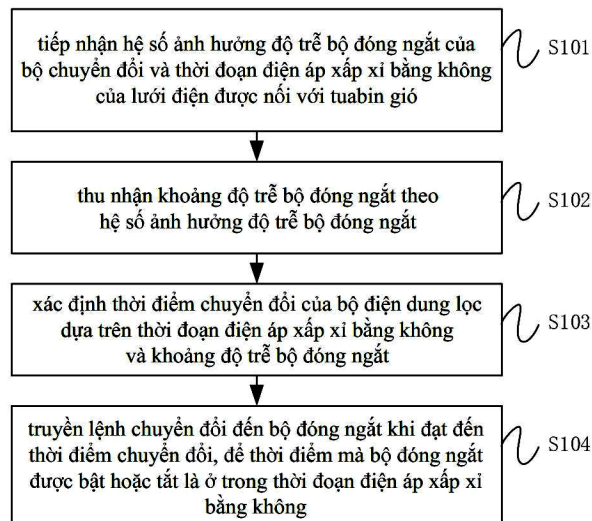 tiếp nhận hệ số ảnh hưởng độ trễ bộ đóng ngắt của
bộ chuyển đổi và thời đoạn điện áp xấp xỉ bằng không
của lưới điện được nối với tuabin gió
S101
thu nhận khoảng độ trễ bộ đóng ngắt theo
hệ số ảnh hưởng độ trễ bộ đóng ngắt
S102
xác định thời điểm chuyển đổi của bộ điện dung lọc
dựa trên thời đoạn điện áp xấp xỉ bằng không
và khoảng độ trễ bộ đóng ngắt
S103
truyền lệnh chuyển đổi đến bộ đóng ngắt khi đạt đến
thời điểm chuyển đổi, để thời điểm mà bộ đóng ngắt
được bật hoặc tắt là ở trong thời đoạn điện áp xấp xỉ
bằng không
S104